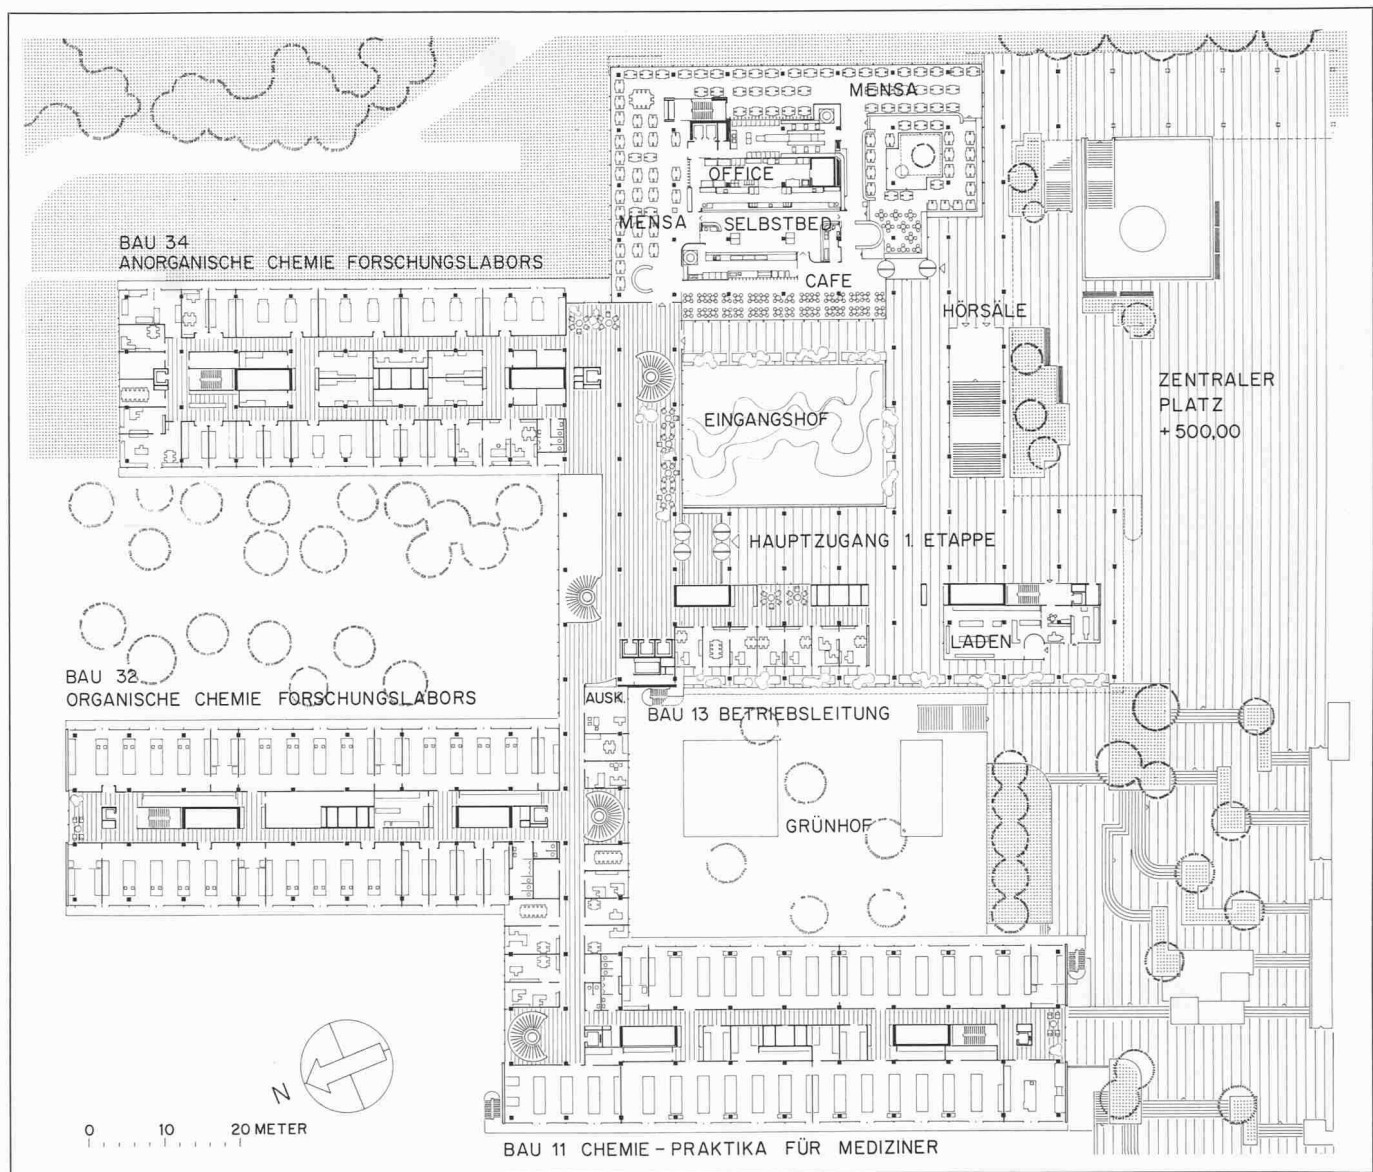 MENSA
OFFICE
MENSA
SELBSTBED.
CAFE
BAU 34
ANORGANISCHE CHEMIE FORSCHUNGSLABORS
HÖRSÄLE
ZENTRALER
PLATZ
+ 500,00
EINGANGSHOF
HAUPTZUGANG 1. ETAPPE
LADEN
BAU 32
ORGANISCHE CHEMIE FORSCHUNGSLABORS
AUSK.
BAU 13 BETRIEBSLEITUNG
GRÜNHOF
N
0 10 20 METER
BAU 11 CHEMIE – PRAKTIKA FÜR MEDIZINER